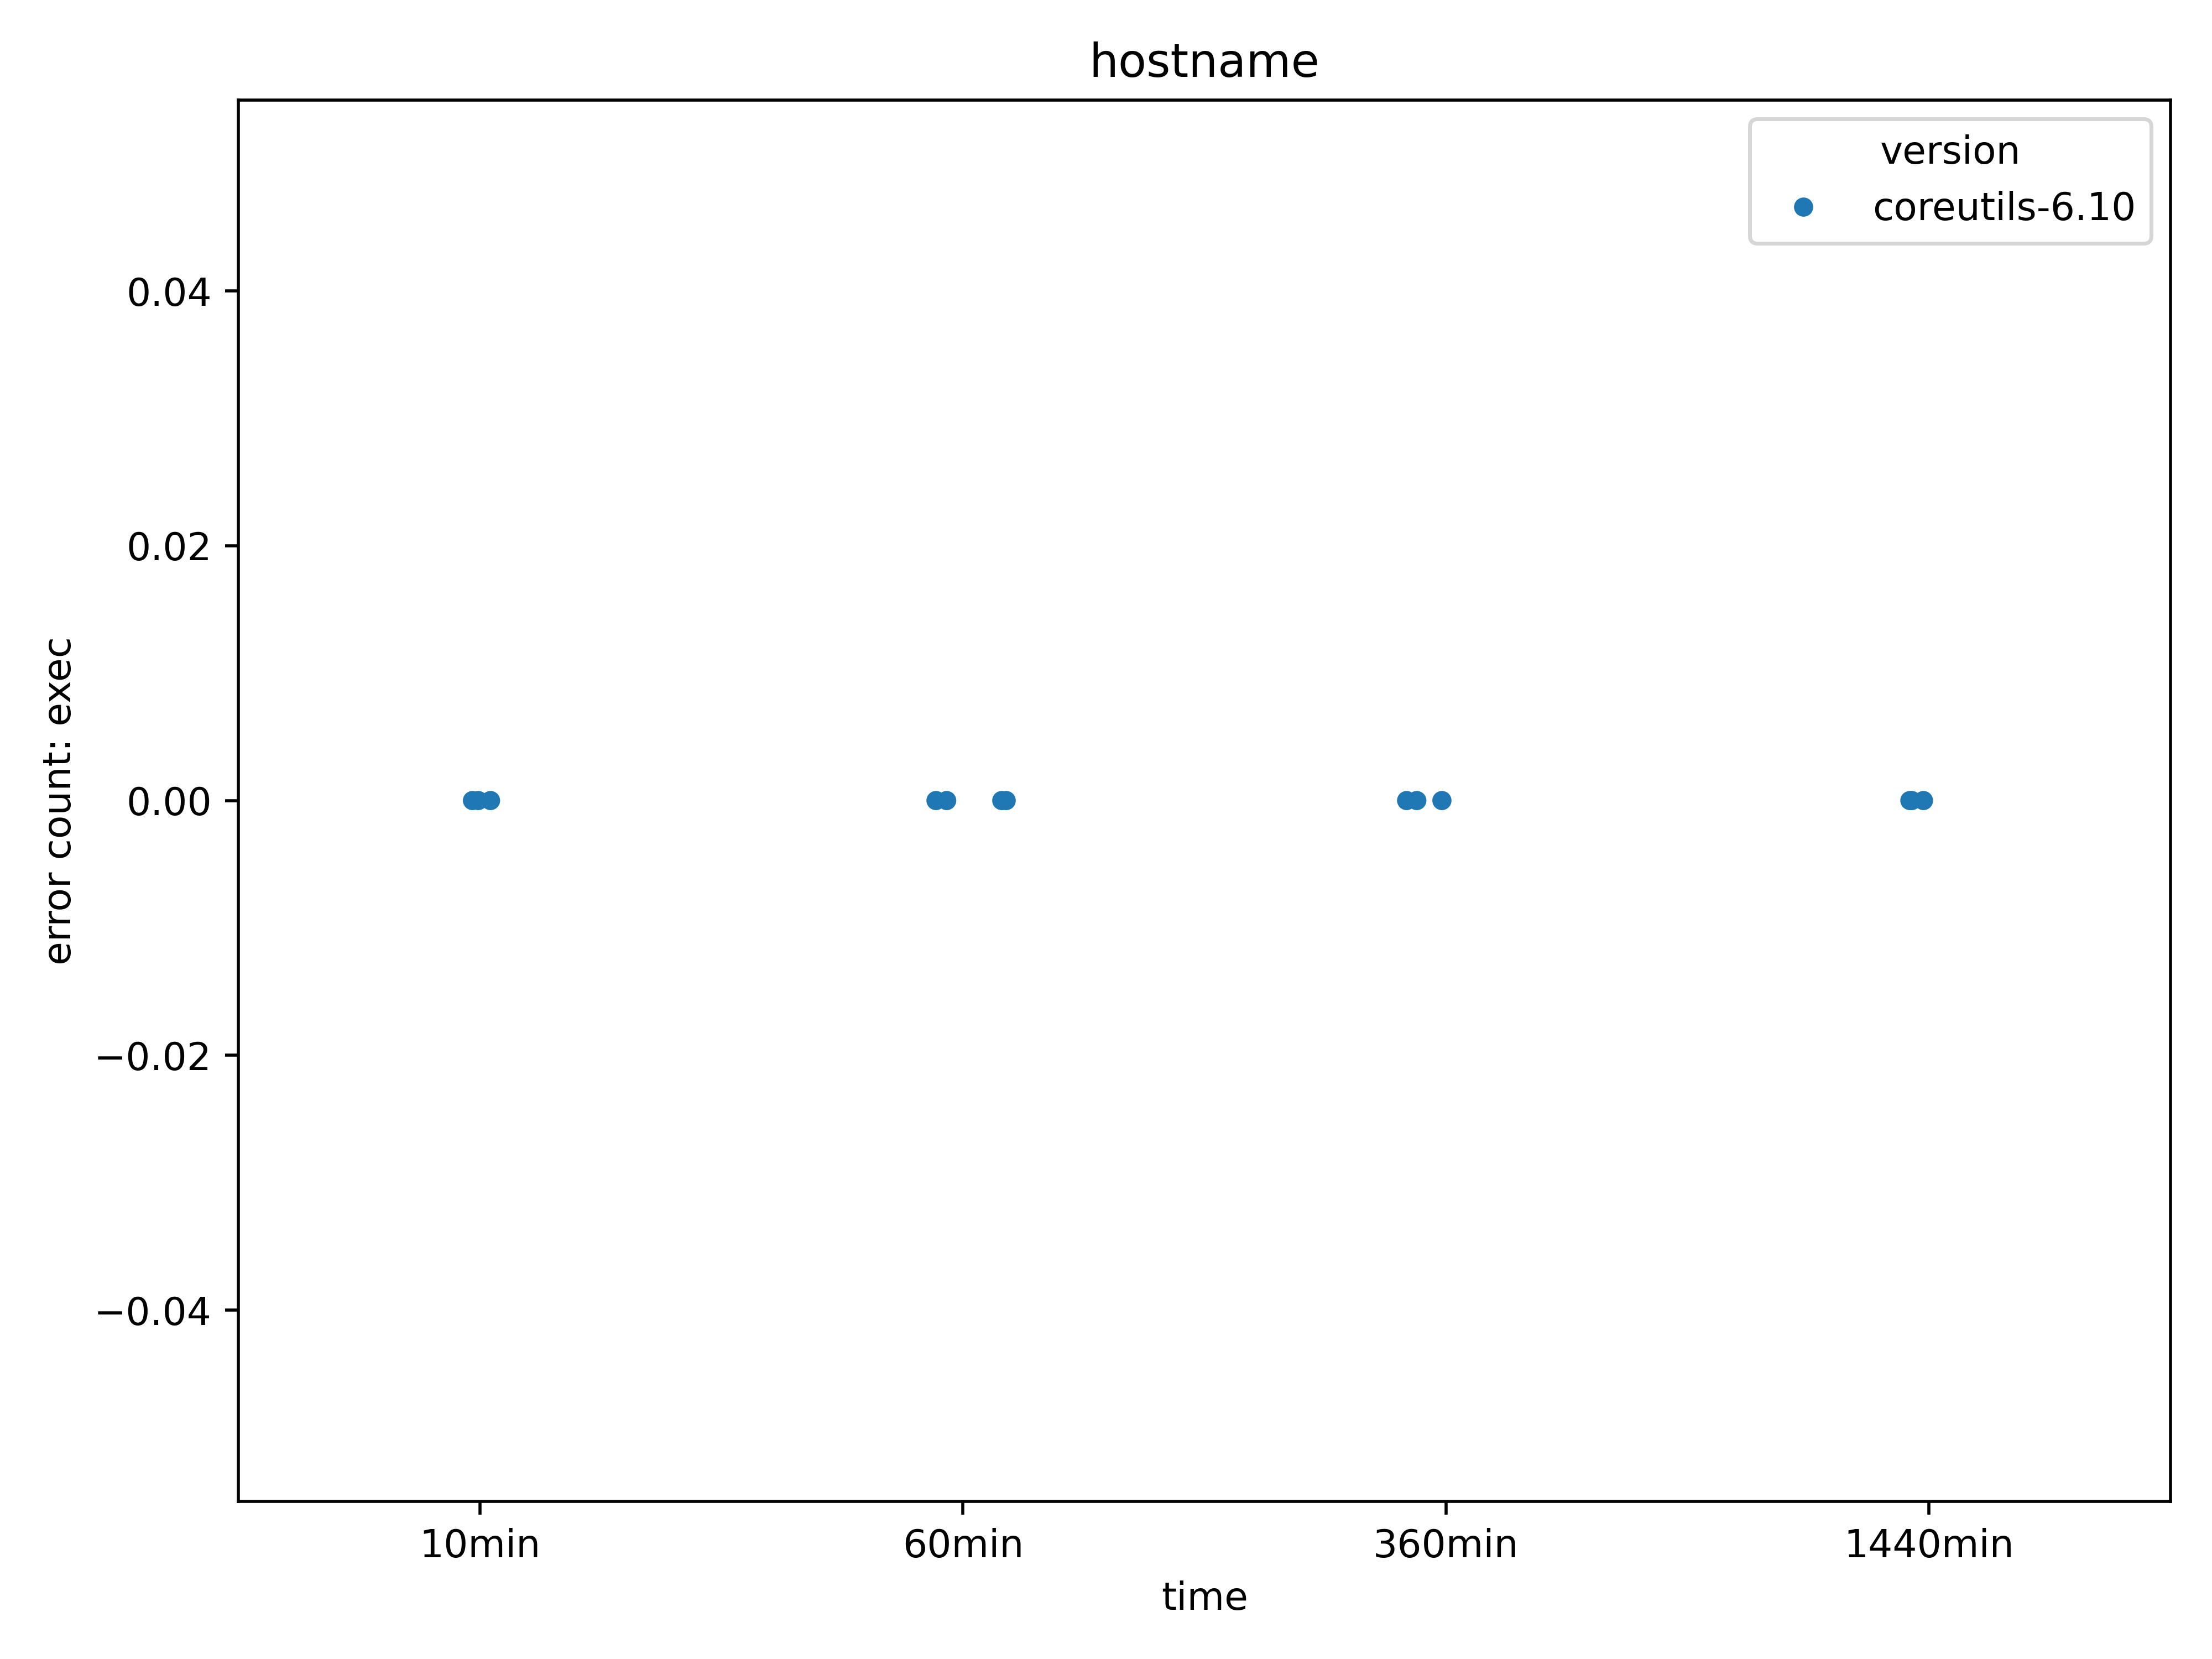 hostname
version
coreutils-6.10
0.04
0.02
0.00
−0.02
−0.04
error count: exec
10min
60min
360min
1440min
time